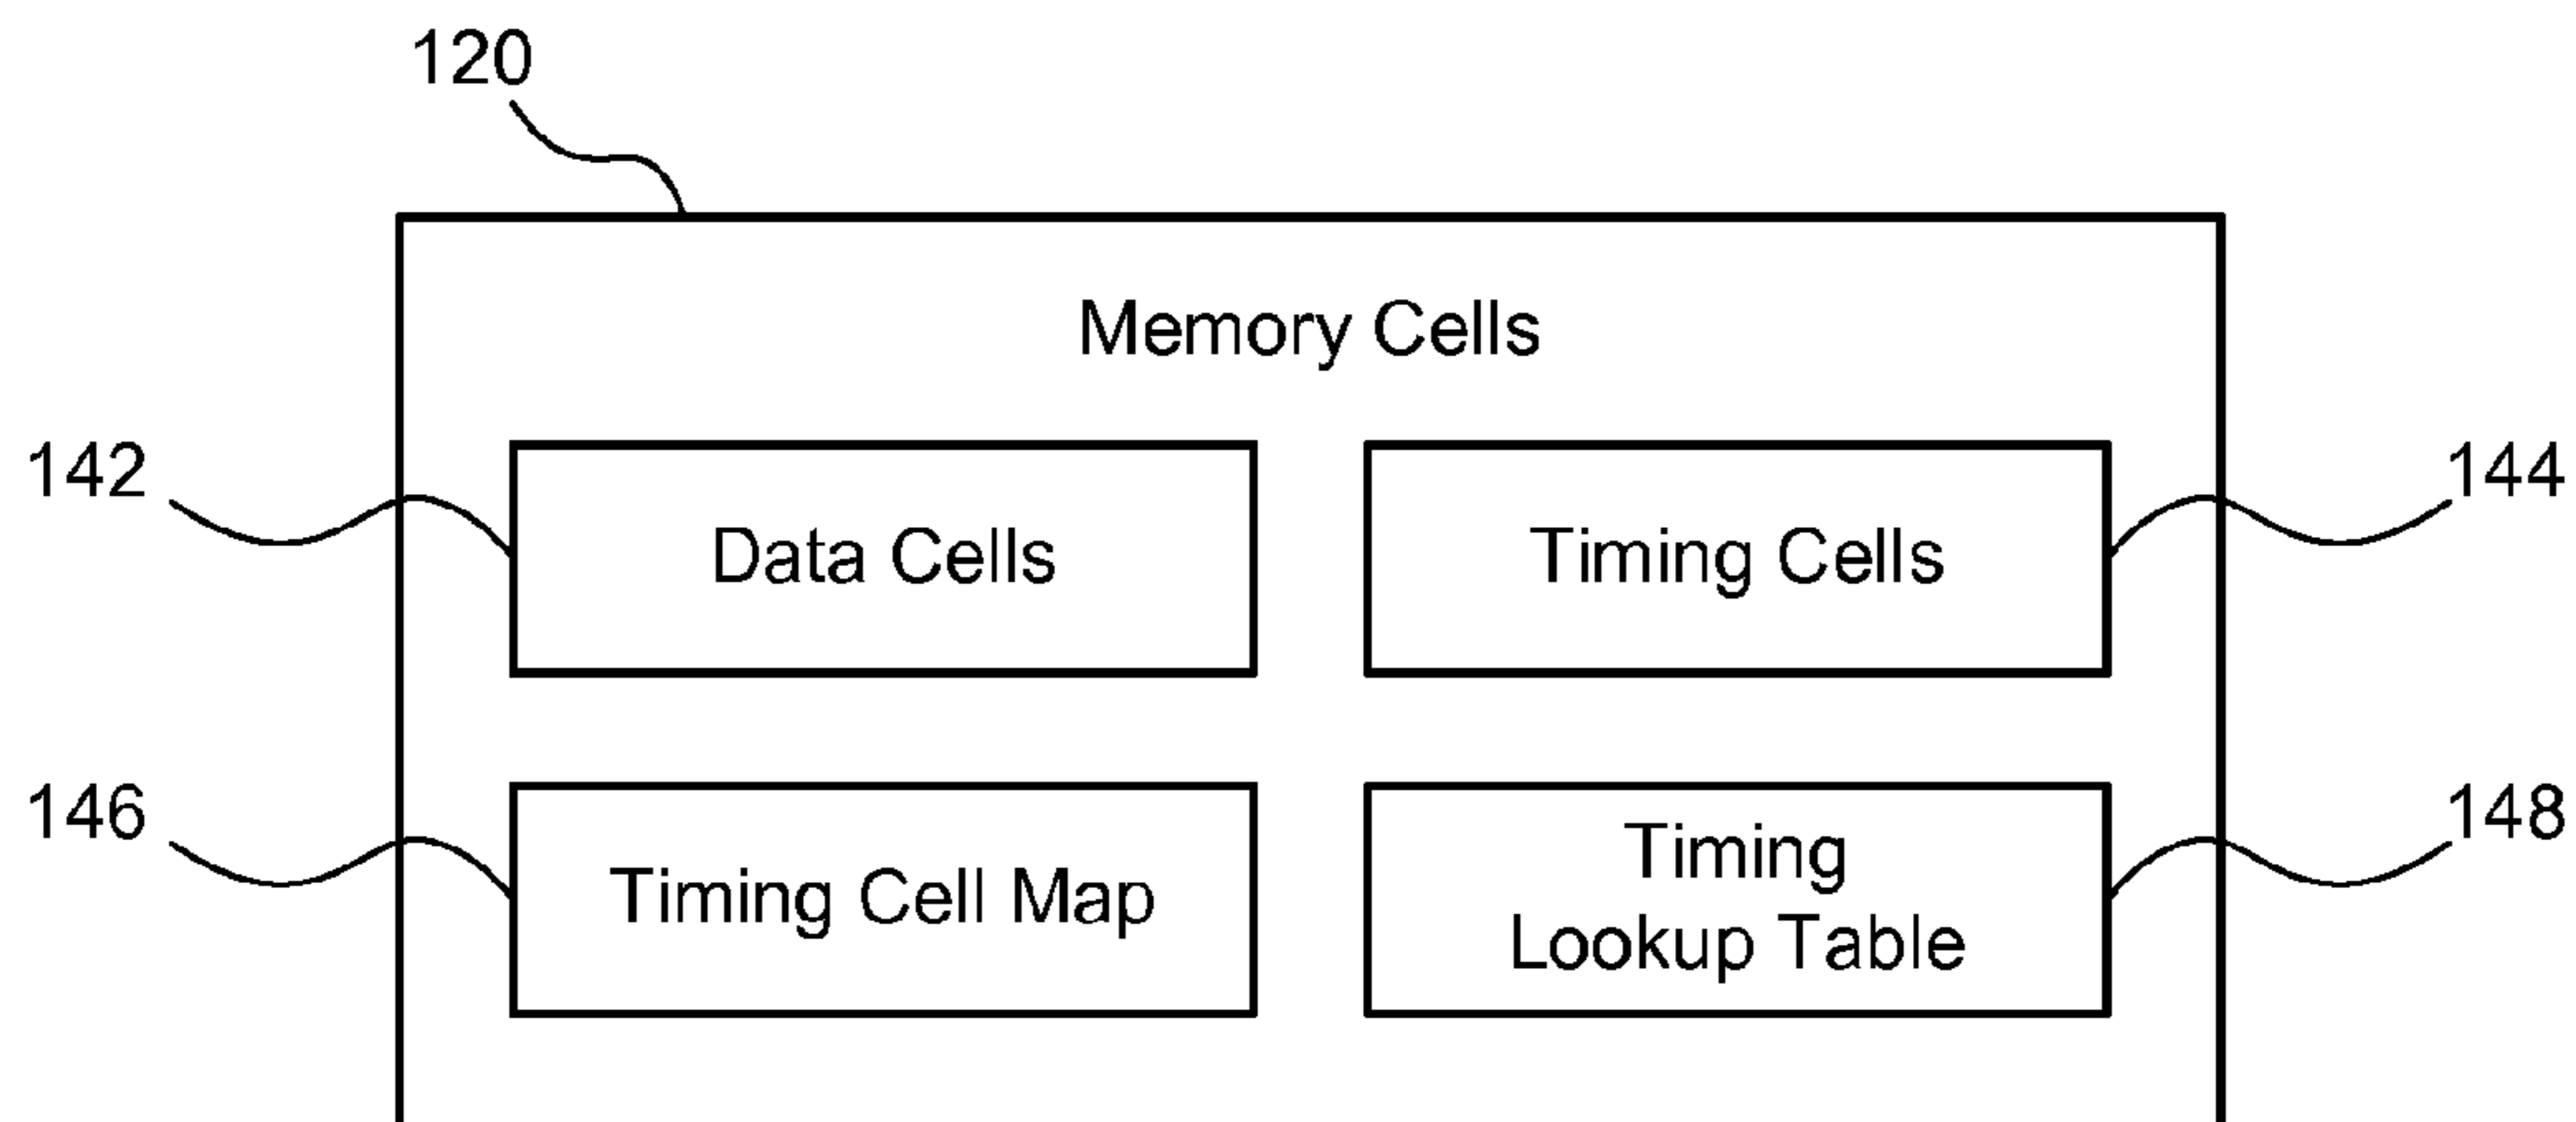 120
Memory Cells
142
Data Cells
Timing Cells
144
146
Timing Cell Map
Timing
Lookup Table
148